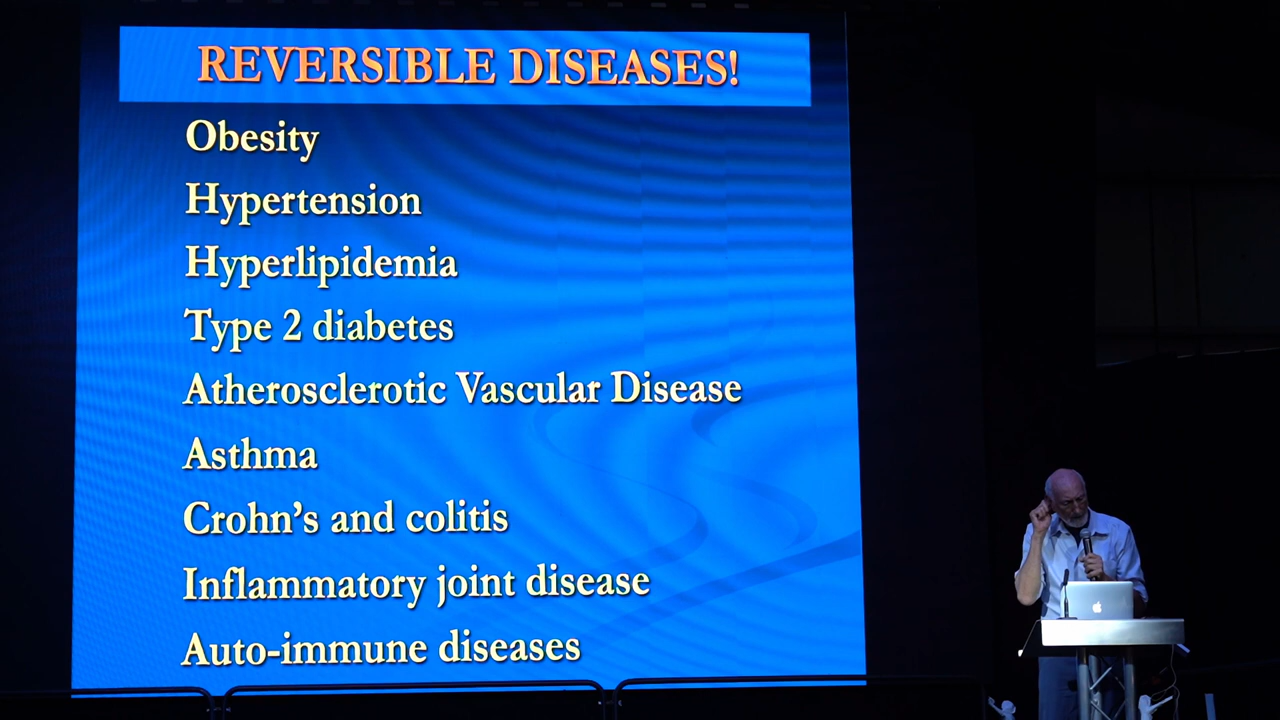 REVERSIBLE DISEASES!
Obesity
Hypertension
Hyperlipidemia
Type 2 diabetes
Atherosclerotic Vascular Disease
Asthma
Crohn's and colitis
Inflammatory joint disease
Auto-immune diseases